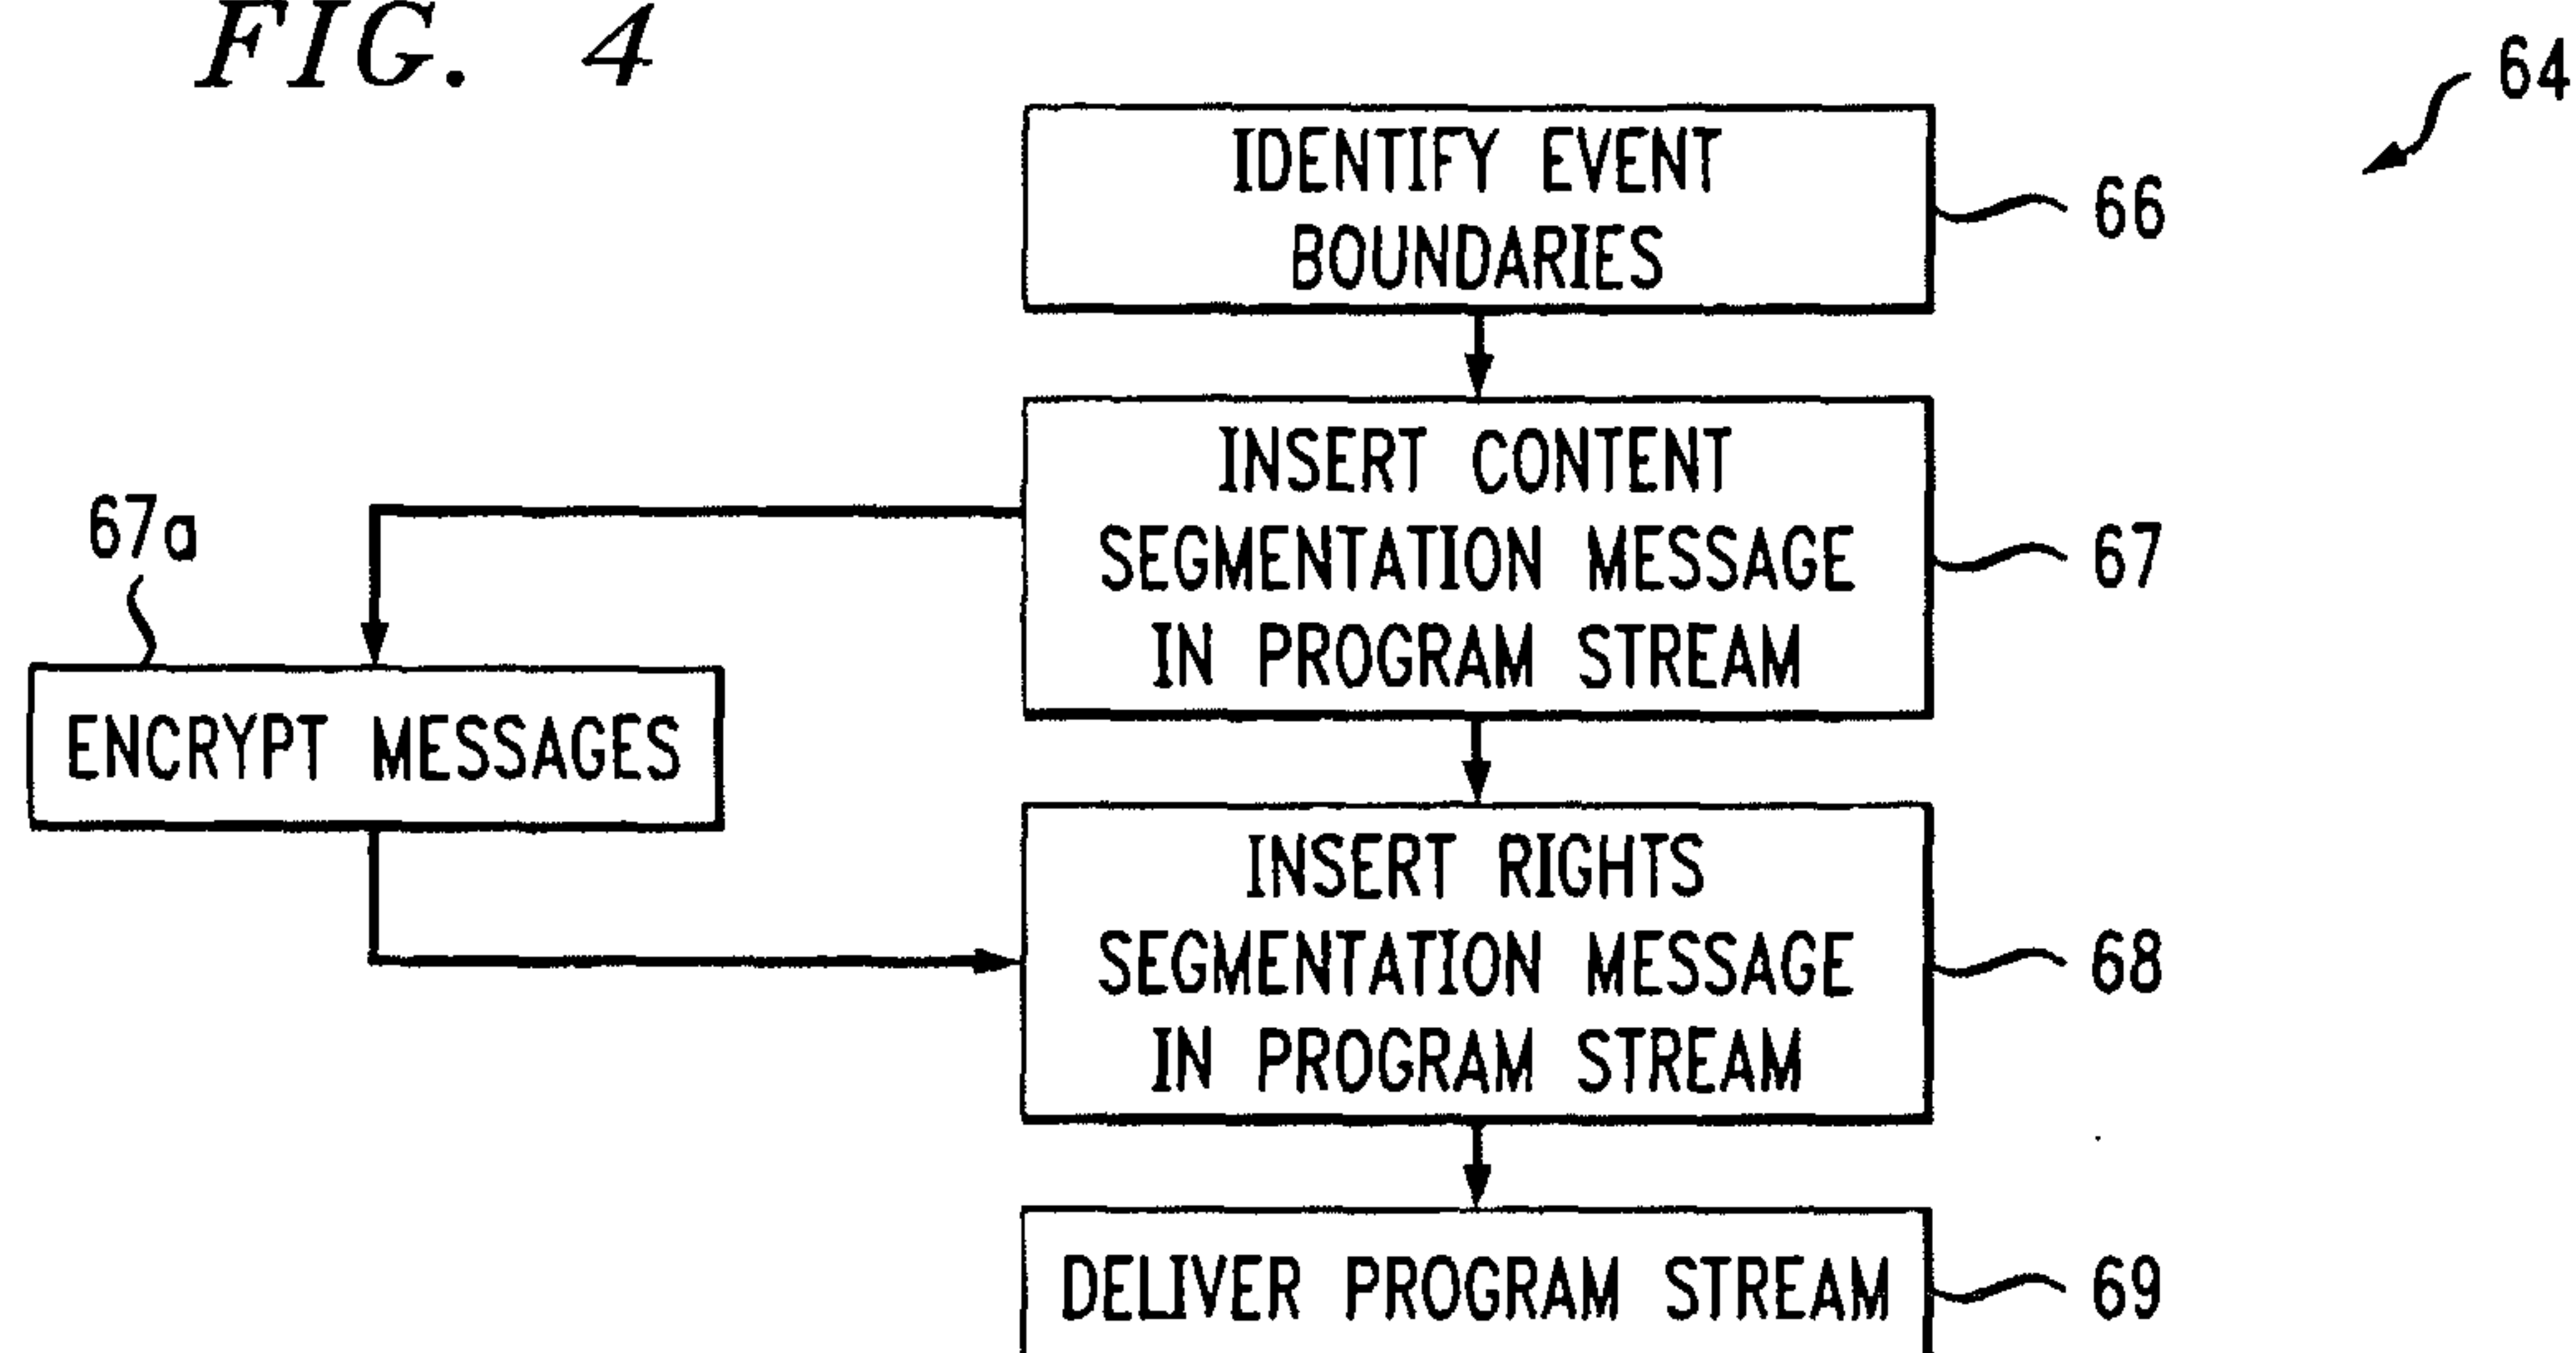 FIG. 4
64
IDENTIFY EVENT
BOUNDARIES
66
INSERT CONTENT
SEGMENTATION MESSAGE
IN PROGRAM STREAM
67
67a
ENCRYPT MESSAGES
INSERT RIGHTS
SEGMENTATION MESSAGE
IN PROGRAM STREAM
68
DELIVER PROGRAM STREAM
69